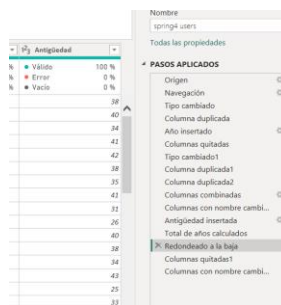 Nombre
spring4 users
Todas las propiedades
1²3 Antigüedad
PASOS APLICADOS
% Válido 100 %
% Error 0 %
% Vacío 0 %
Origen
Navegación
Tipo cambiado
Columna duplicada
Año insertado
Columnas quitadas
Tipo cambiado1
Columna duplicada1
Columna duplicada2
Columnas combinadas
Columnas con nombre cambi...
Antigüedad insertada
Total de años calculados
Redondeado a la baja
Columnas quitadas1
Columnas con nombre cambi...
38
40
34
41
42
38
35
41
31
26
40
38
34
43
25
33